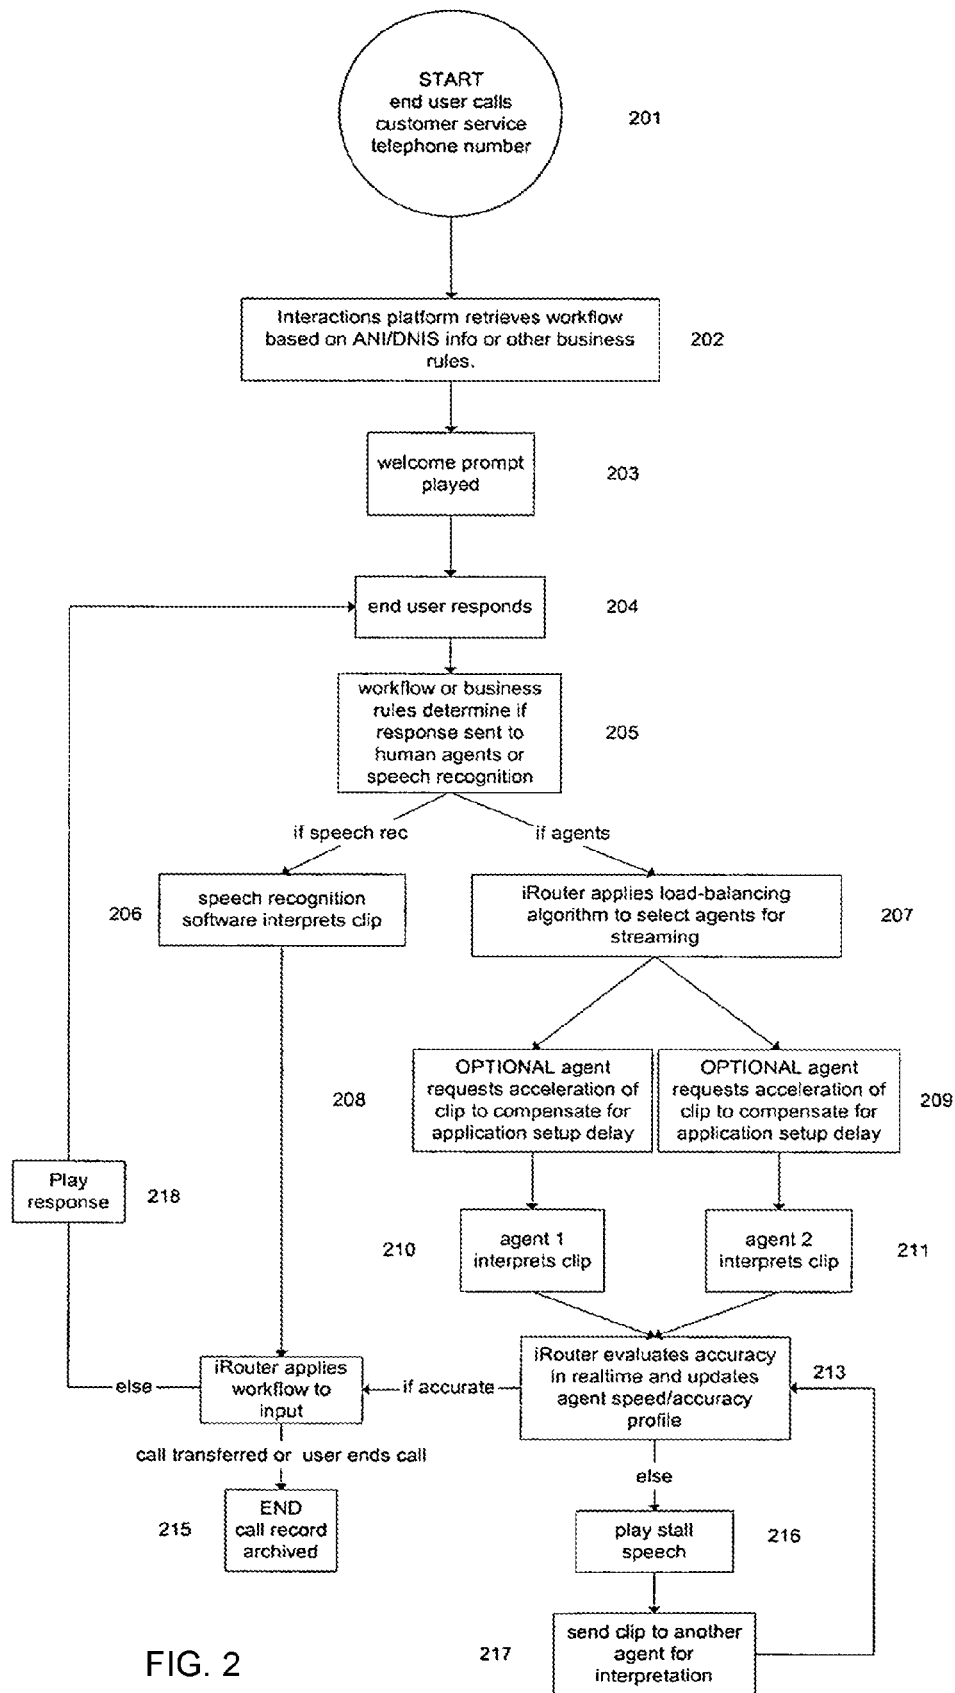 START
end user calls
customer service
telephone number
201
Interactions platform retrieves workflow
based on ANI/DNIS info or other business
rules.
202
welcome prompt
played
203
end user responds
204
workflow or business
rules determine if
response sent to
human agents or
speech recognition
205
if speech rec
if agents
206
speech recognition
software interprets clip
iRouter applies load-balancing
algorithm to select agents for
streaming
207
208
OPTIONAL agent
requests acceleration of
clip to compensate for
application setup delay
OPTIONAL agent
requests acceleration of
clip to compensate for
application setup delay
209
Play
response
218
210
agent 1
interprets clip
agent 2
interprets clip
211
else
iRouter applies
workflow to
input
if accurate
iRouter evaluates accuracy
in realtime and updates
agent speed/accuracy
profile
213
call transferred or user ends call
else
215
END
call record
archived
play stall
speech
216
217
send clip to another
agent for
interpretation
FIG. 2